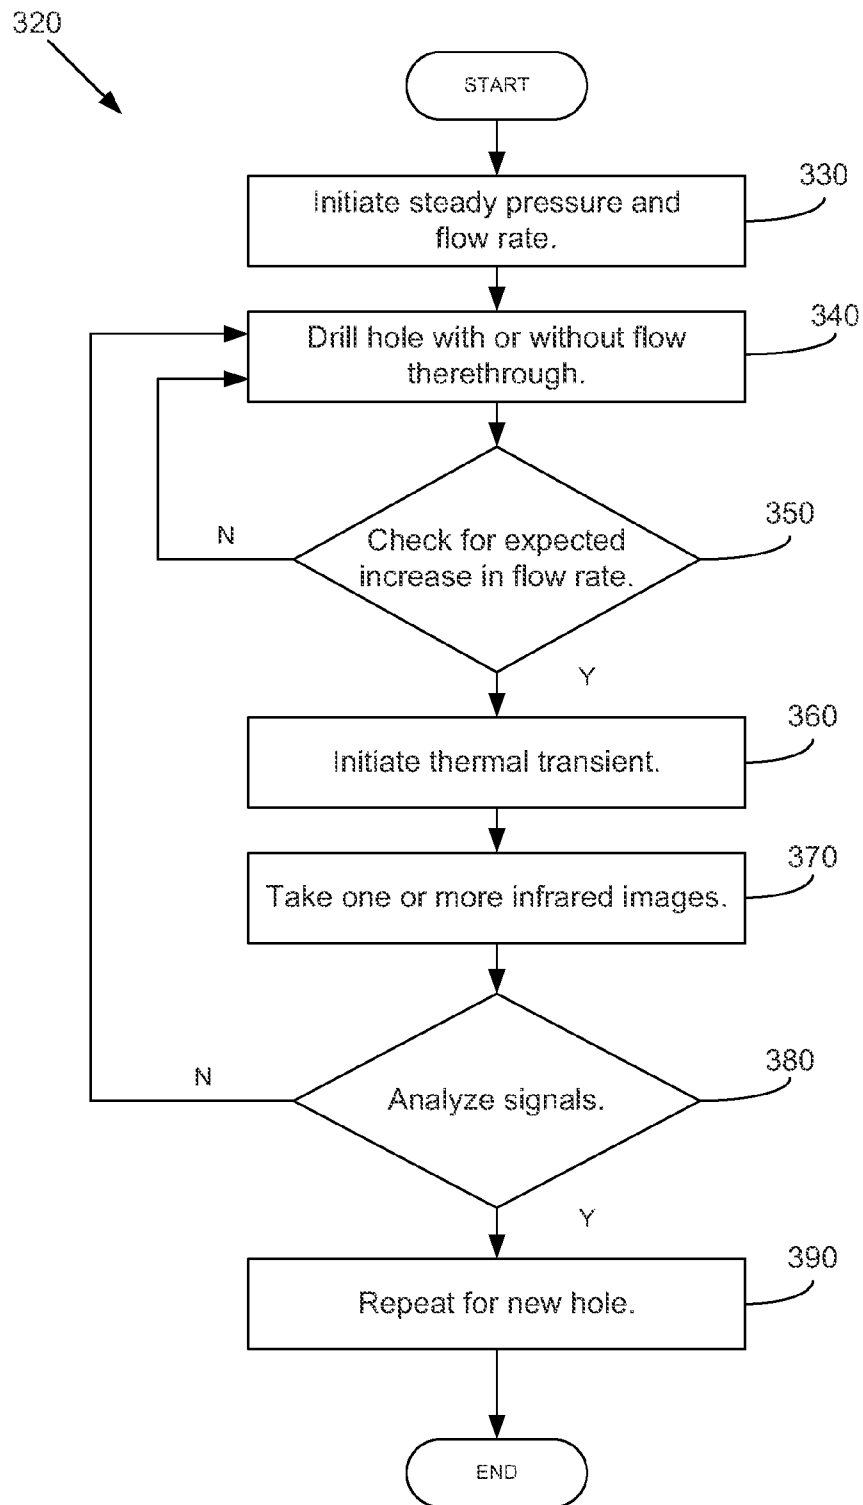 320
START
330
Initiate steady pressure and
flow rate.
340
Drill hole with or without flow
therethrough.
350
N
Check for expected
increase in flow rate.
Y
360
Initiate thermal transient.
370
Take one or more infrared images.
380
N
Analyze signals.
Y
390
Repeat for new hole.
END